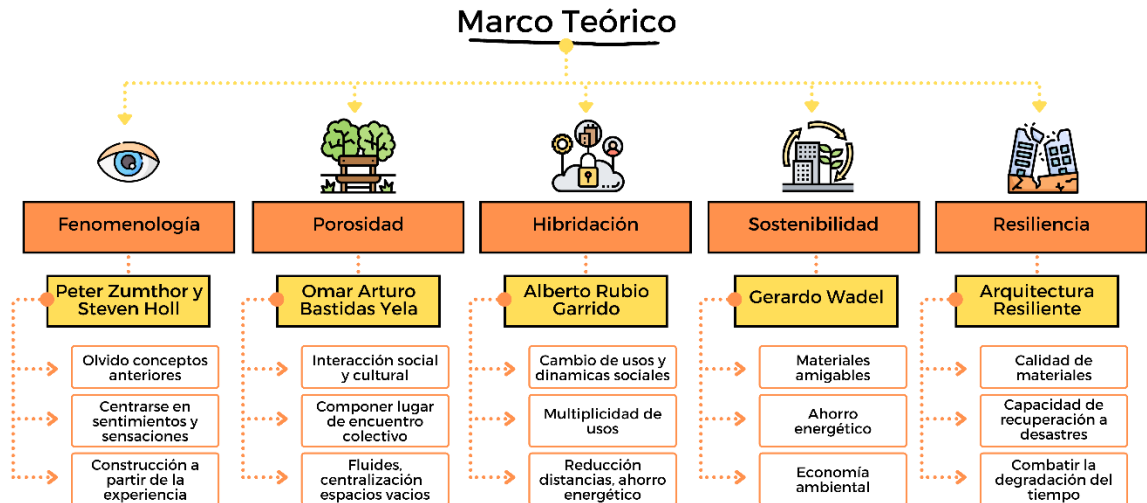 Marco Teórico
Fenomenología
Peter Zumthor y
Steven Holl
Olvido conceptos
anteriores
Centrarse en
sentimientos y
sensaciones
Construcción a
partir de la
experiencia
Porosidad
Omar Arturo
Bastidas Yela
Interacción social
y cultural
Componer lugar
de encuentro
colectivo
Fluides,
centralización
espacios vacios
Hibridación
Alberto Rubio
Garrido
Cambio de usos y
dinamicas sociales
Multiplicidad de
usos
Reducción
distancias, ahorro
energético
Sostenibilidad
Gerardo Wadel
Materiales
amigables
Ahorro
energético
Economía
ambiental
Resiliencia
Arquitectura
Resiliente
Calidad de
materiales
Capacidad de
recuperación a
desastres
Combatir la
degradación del
tiempo